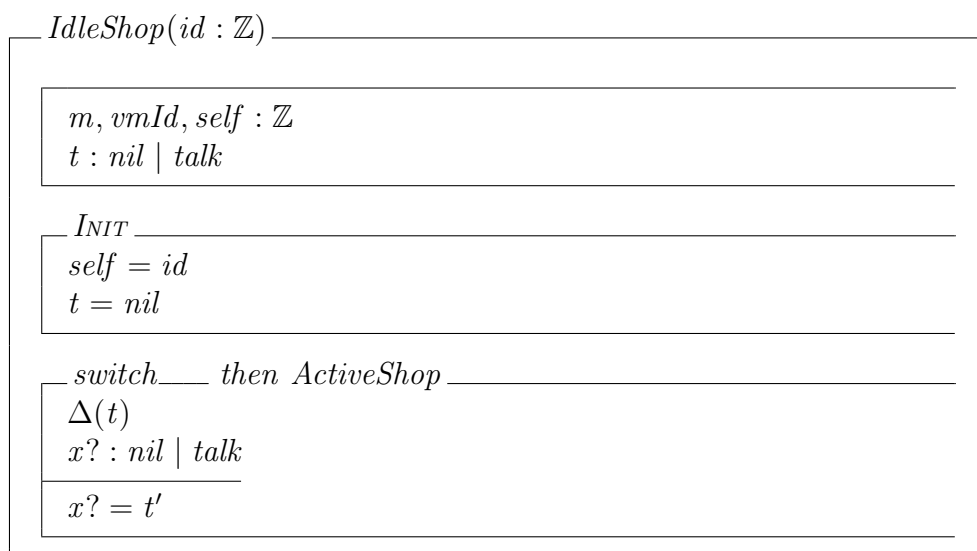 IdleShop(id : ℤ)
m, vmId, self : ℤ
t : nil | talk
INIT
self = id
t = nil
switch then ActiveShop
Δ(t)
x? : nil | talk
x? = t′